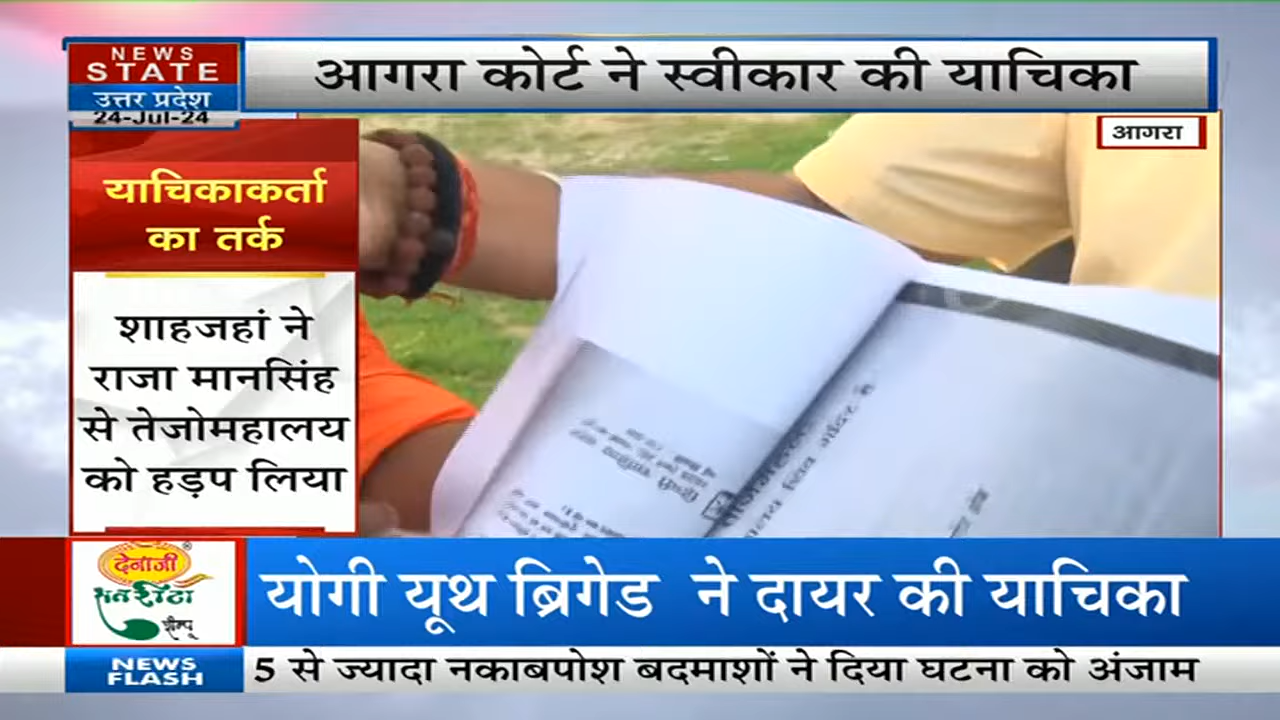 NEWS
STATE
उत्तर प्रदेश
24-Jul-24
आगरा कोर्ट ने स्वीकार की याचिका
आगरा
याचिकाकर्ता
का तर्क
शाहजहां ने
राजा मानसिंह
से तेजोमहालय
को हड़प लिया
देनाजी
सत रीठा
शैम्पू
योगी यूथ ब्रिगेड ने दायर की याचिका
NEWS
FLASH
5 से ज्यादा नकाबपोश बदमाशों ने दिया घटना को अंजाम